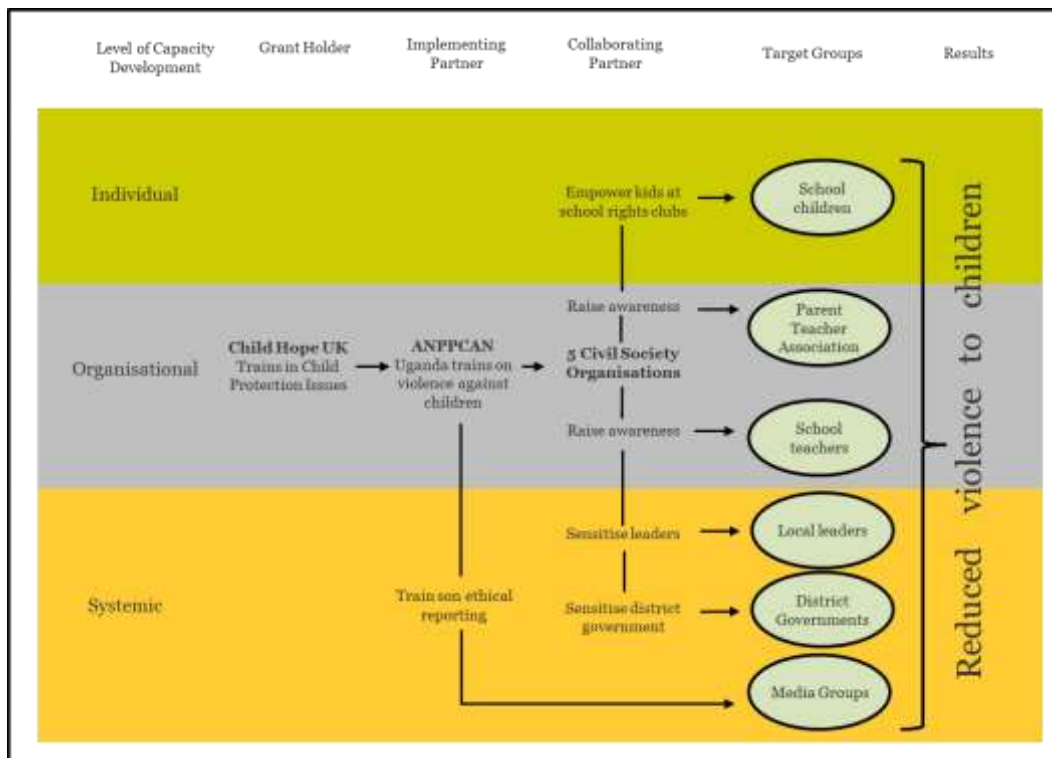 Level of Capacity
Development
Grant Holder
Implementing
Partner
Collaborating
Partner
Target Groups
Results
Individual
Empower kids at
school rights clubs
School
children
Organisational
Child Hope UK
Trains in Child
Protection Issues
ANPPCAN
Uganda trains on
violence against
children
Raise awareness
5 Civil Society
Organisations
Raise awareness
Parent
Teacher
Association
School
teachers
Systemic
Train son ethical
reporting
Sensitise leaders
Sensitise district
government
Local leaders
District
Governments
Media Groups
Reduced violence to children